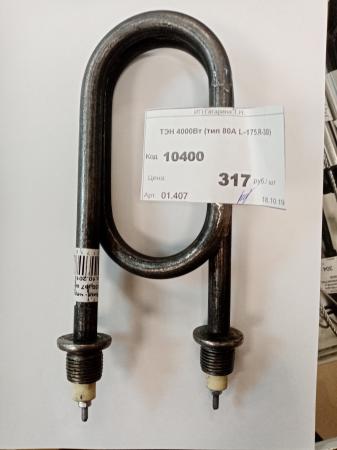 ИП Гагарина Т.Н.
ТЭН 4000Вт (тип 80А L-175,R-30)
Код: 10400
Цена: 317 руб/шт
Арт. 01.407 18.10.19